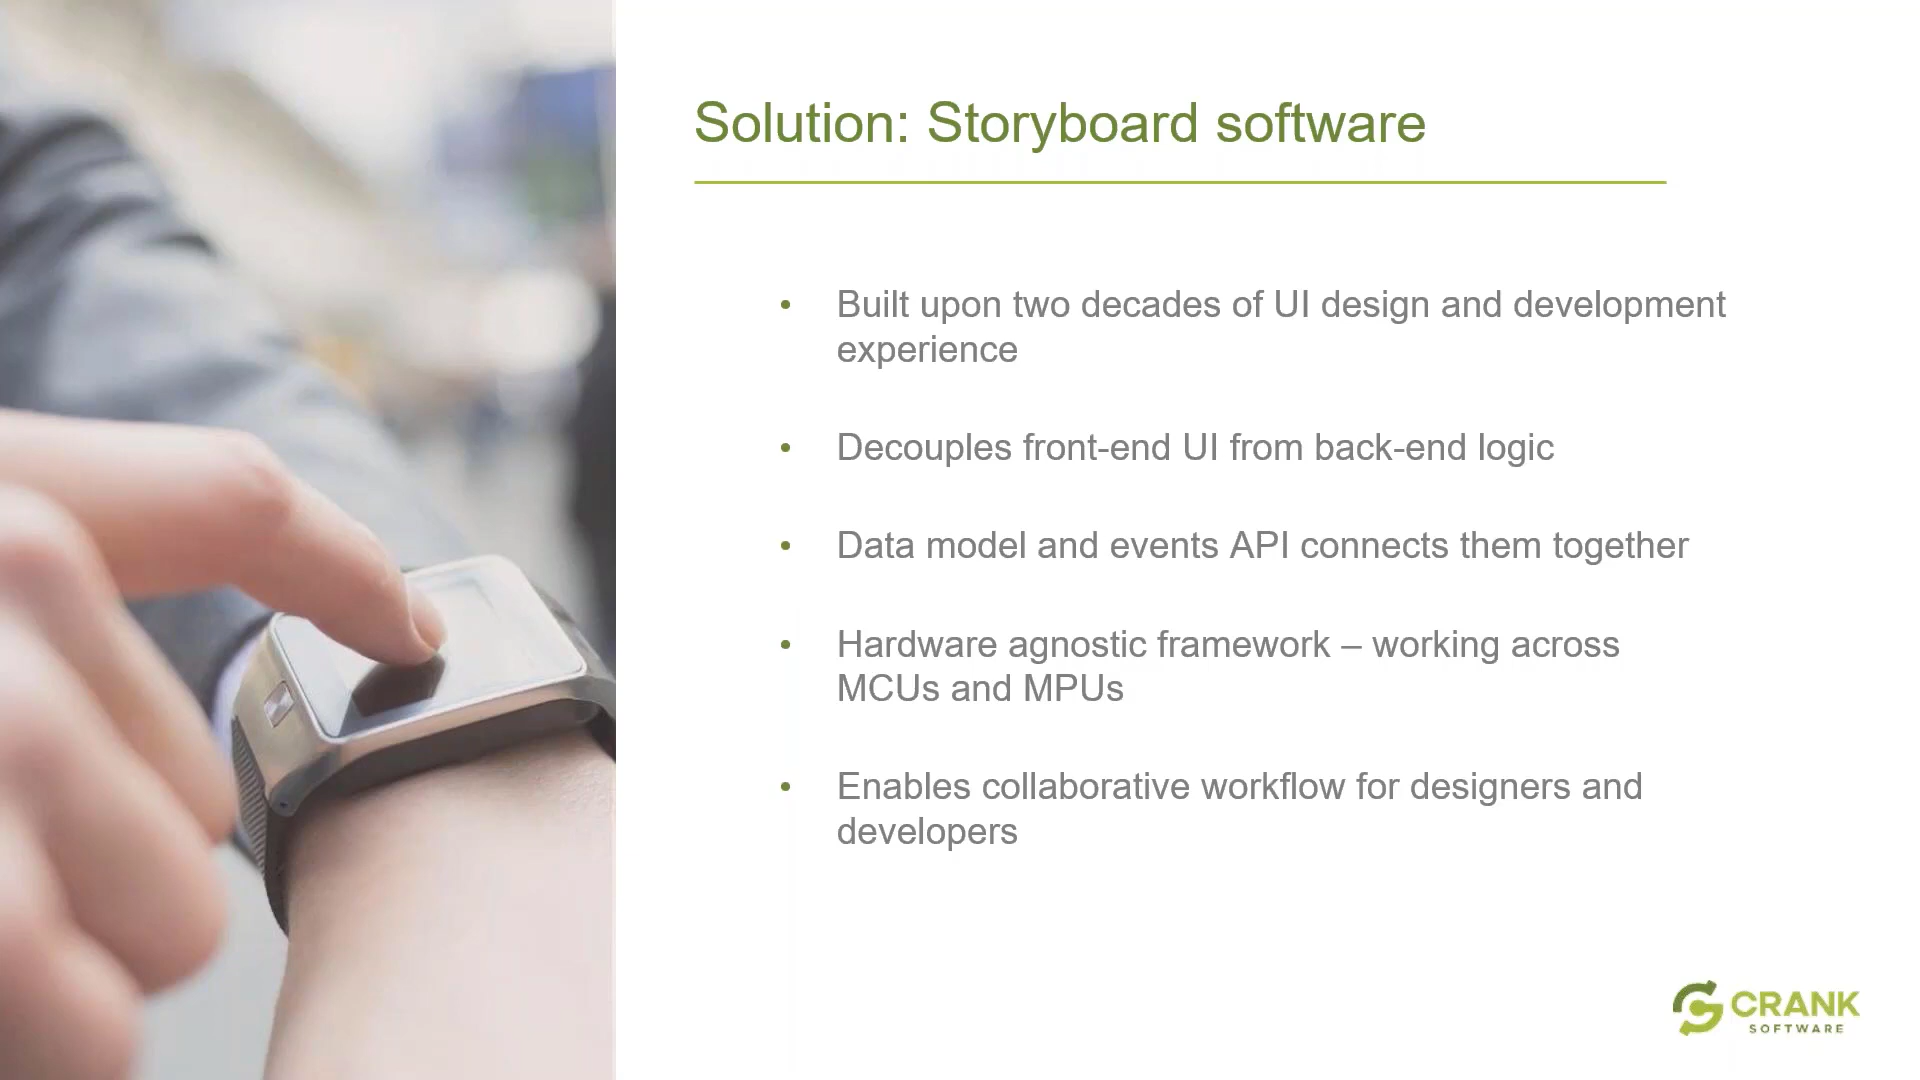 Solution: Storyboard software
• Built upon two decades of UI design and development
experience
• Decouples front-end UI from back-end logic
• Data model and events API connects them together
• Hardware agnostic framework – working across
MCUs and MPUs
• Enables collaborative workflow for designers and
developers
CRANK
SOFTWARE